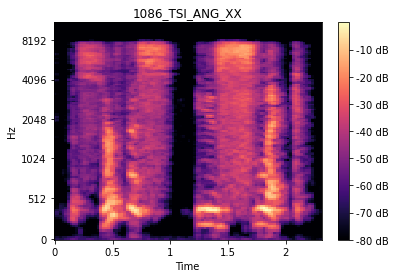 1086_TSI_ANG_XX
8192
4096
2048
1024
512
0
Hz
0
0.5
1
1.5
2
Time
-10 dB
-20 dB
-30 dB
-40 dB
-50 dB
-60 dB
-70 dB
-80 dB